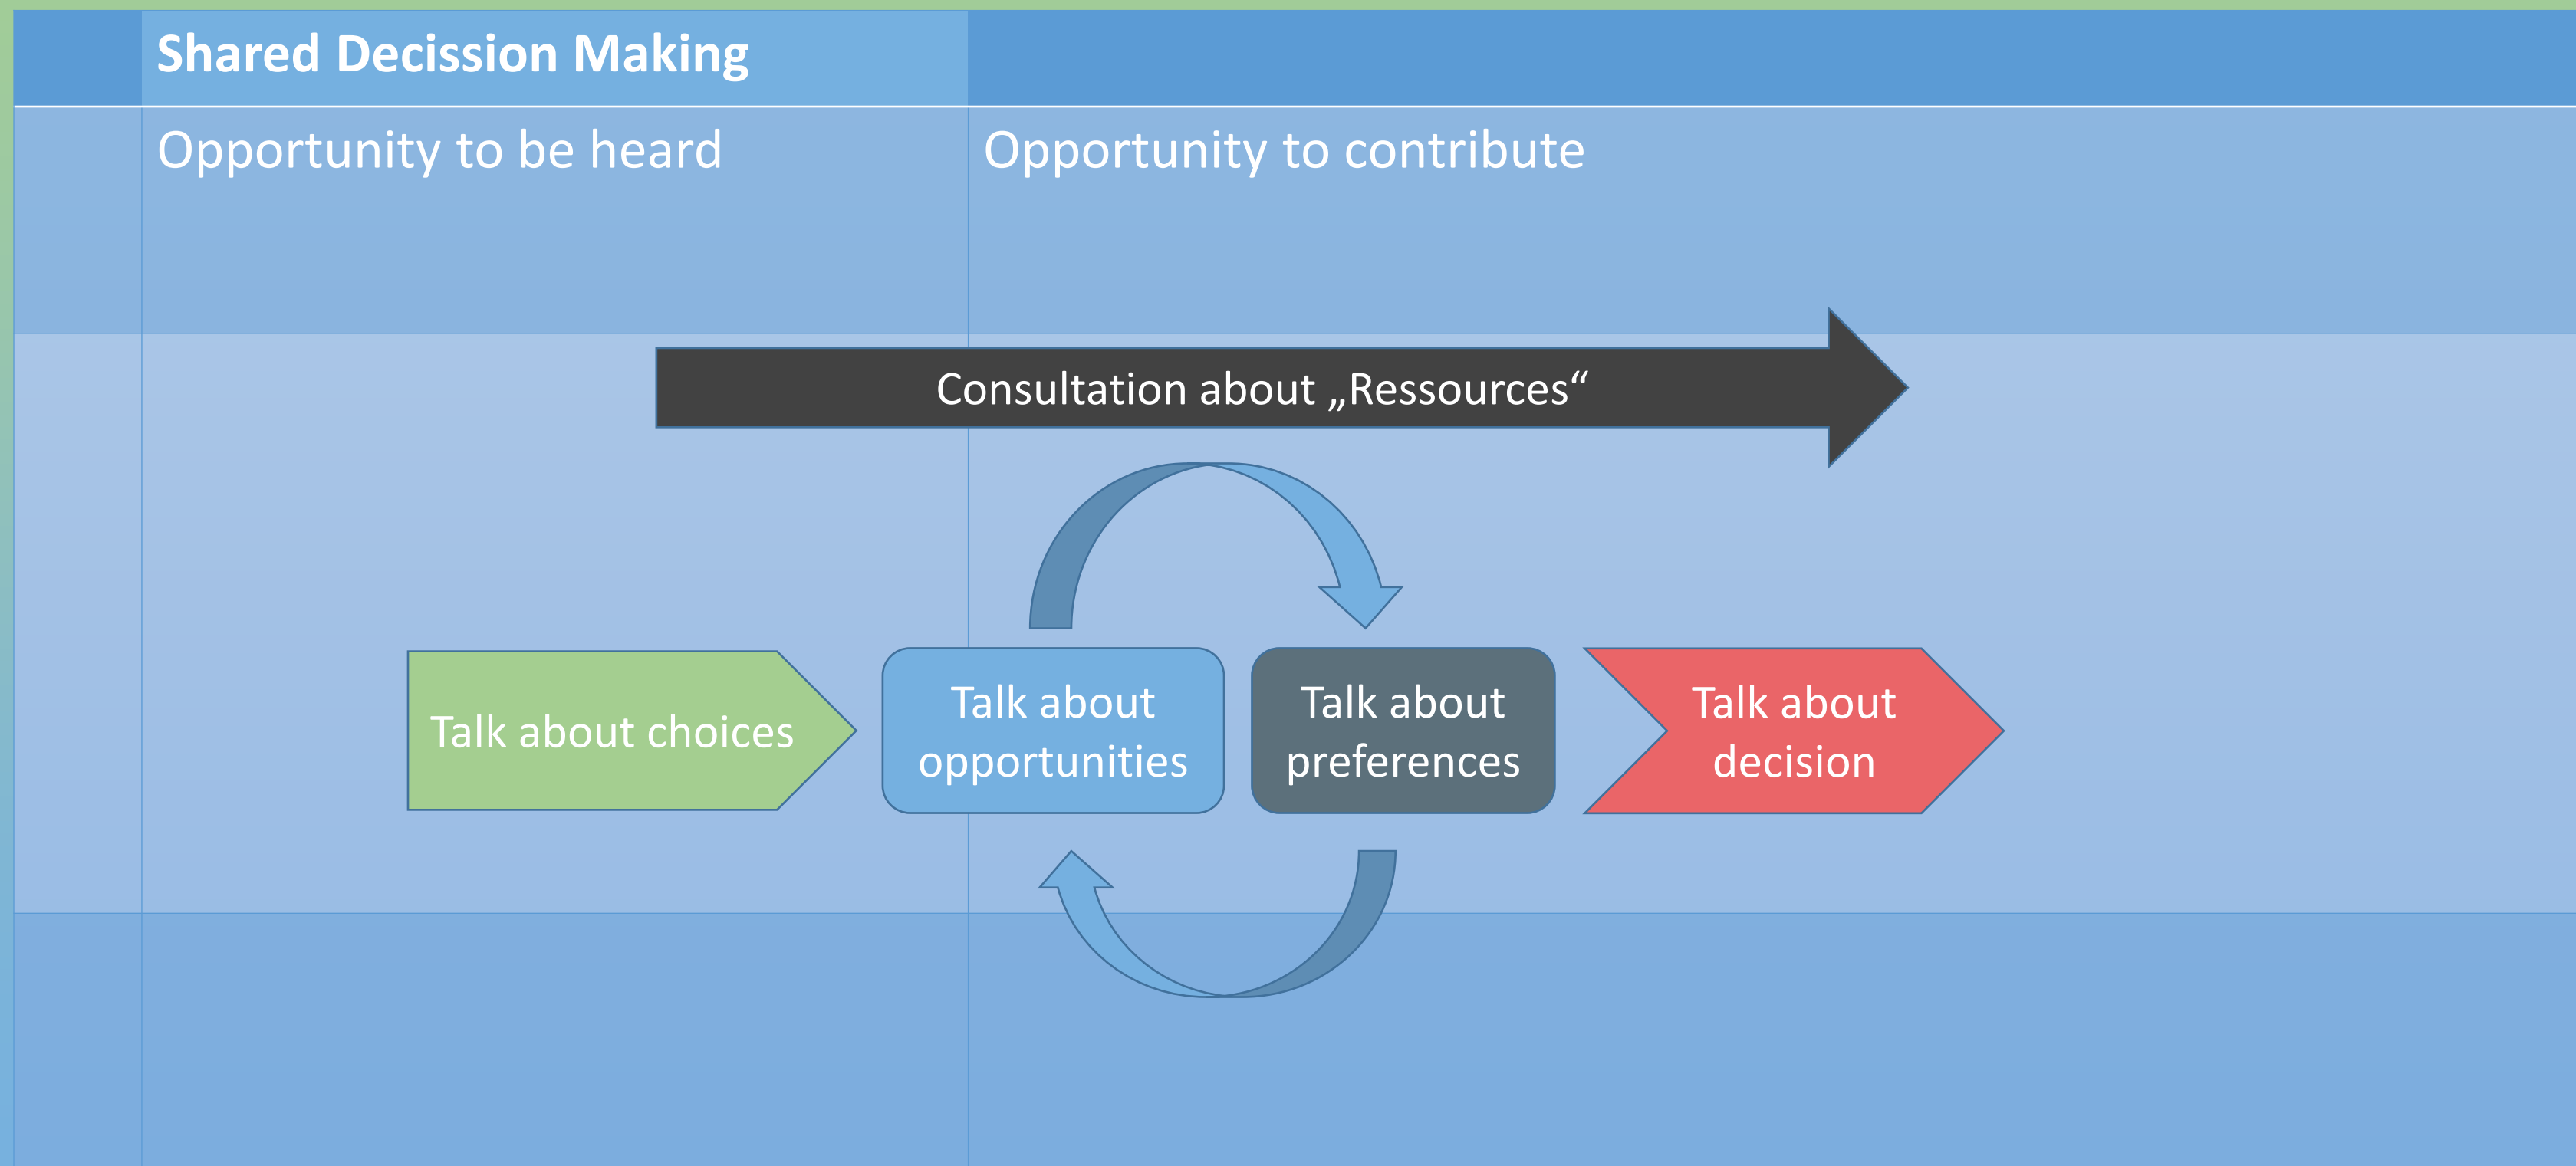 Shared Decission Making
Opportunity to be heard
Opportunity to contribute
Consultation about „Ressources“
Talk about choices
Talk about
opportunities
Talk about
preferences
Talk about
decision